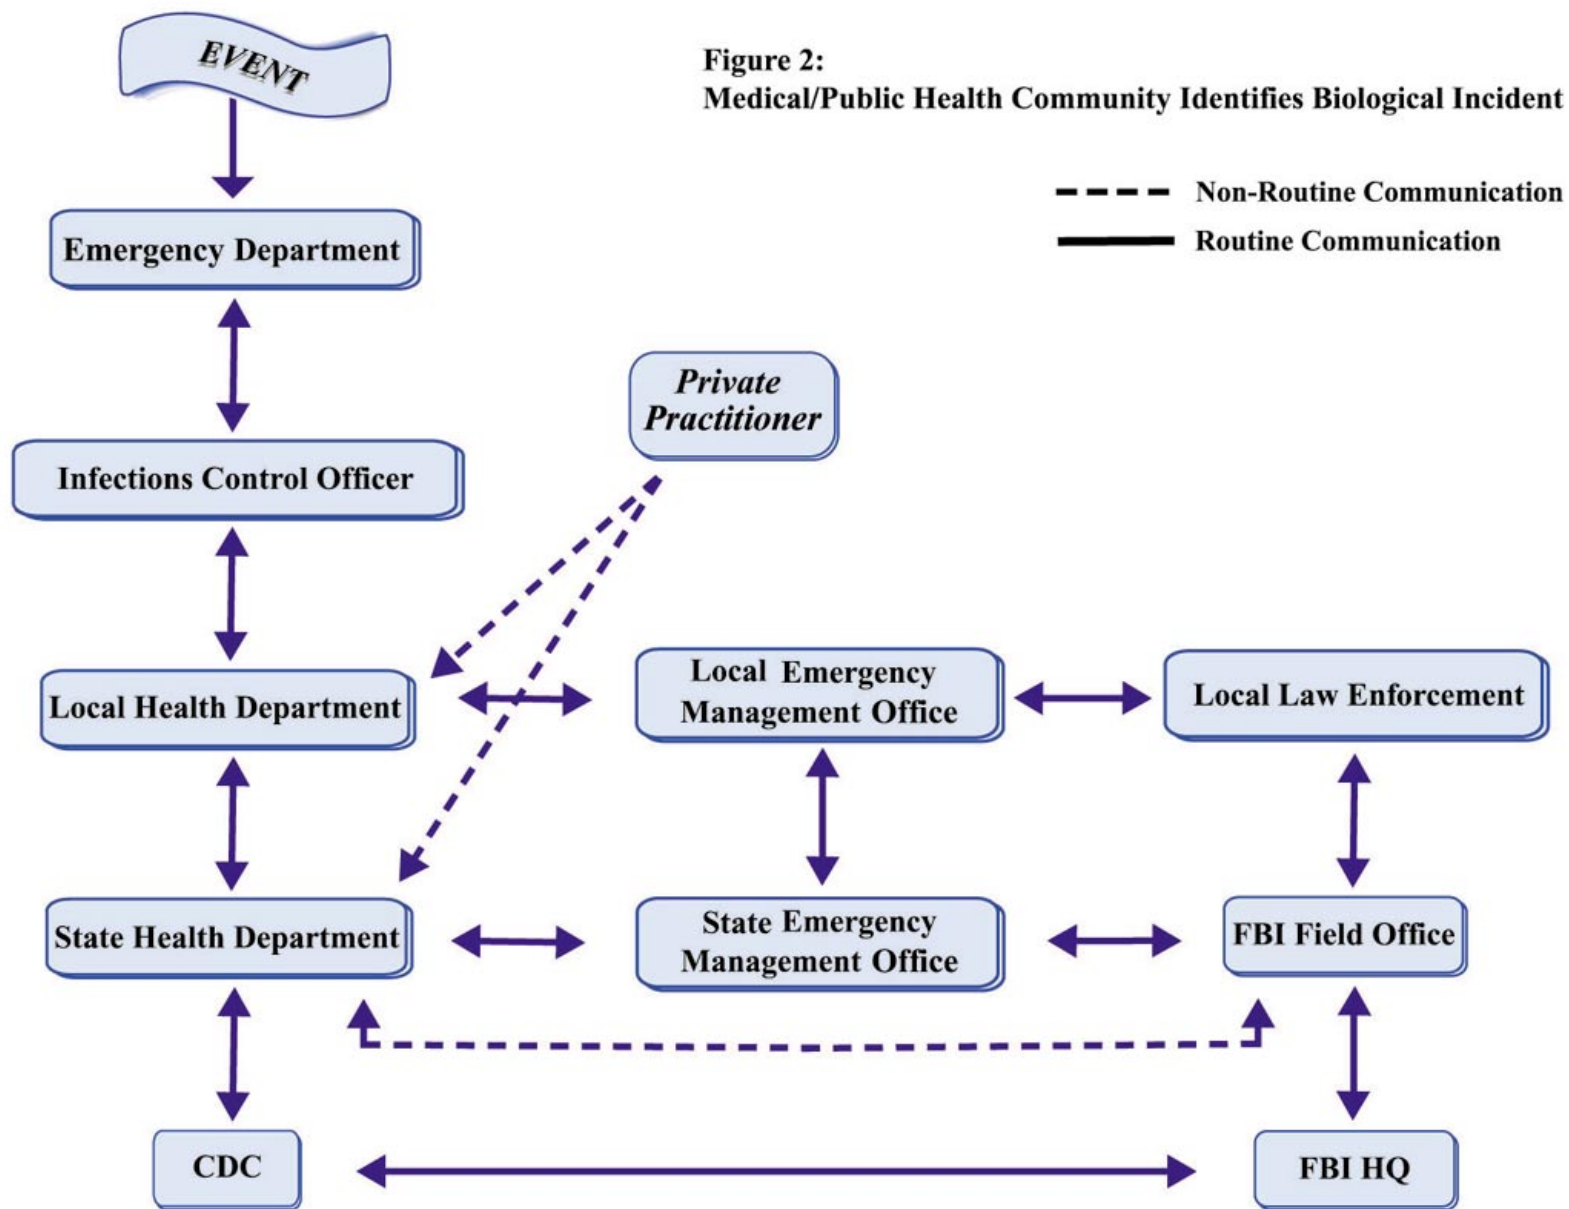 EVENT
Figure 2:
Medical/Public Health Community Identifies Biological Incident
Non-Routine Communication
Routine Communication
Emergency Department
Private
Practitioner
Infections Control Officer
Local Health Department
Local Emergency
Management Office
Local Law Enforcement
State Health Department
State Emergency
Management Office
FBI Field Office
CDC
FBI HQ